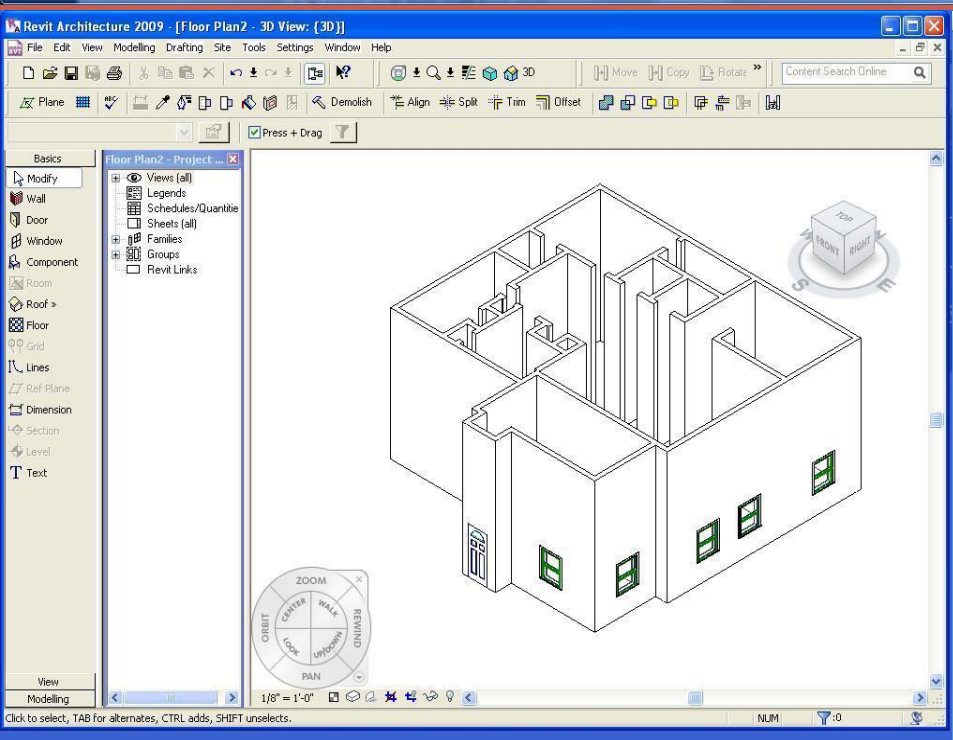 Revit Architecture 2009 - [Floor Plan2 - 3D View: {3D}]
File Edit View Modelling Drafting Site Tools Settings Window Help
3D Move Copy Rotate » Content Search Online
Plane Demolish Align Split Trim Offset
Press + Drag
Basics
Modify
Wall
Door
Window
Component
Room
Roof »
Floor
Grid
Lines
Ref Plane
Dimension
Section
Level
Text
View
Modelling
Floor Plan2 - Project ...
Views (all)
Legends
Schedules/Quantitie
Sheets (all)
Families
Groups
Revit Links
TOP
FRONT
RIGHT
W
N
S
E
ZOOM
CENTER
WALK
ORBIT
REWIND
LOOK
UP/DOWN
PAN
1/8" = 1'-0"
Click to select, TAB for alternates, CTRL adds, SHIFT unselects.
NUM
:0